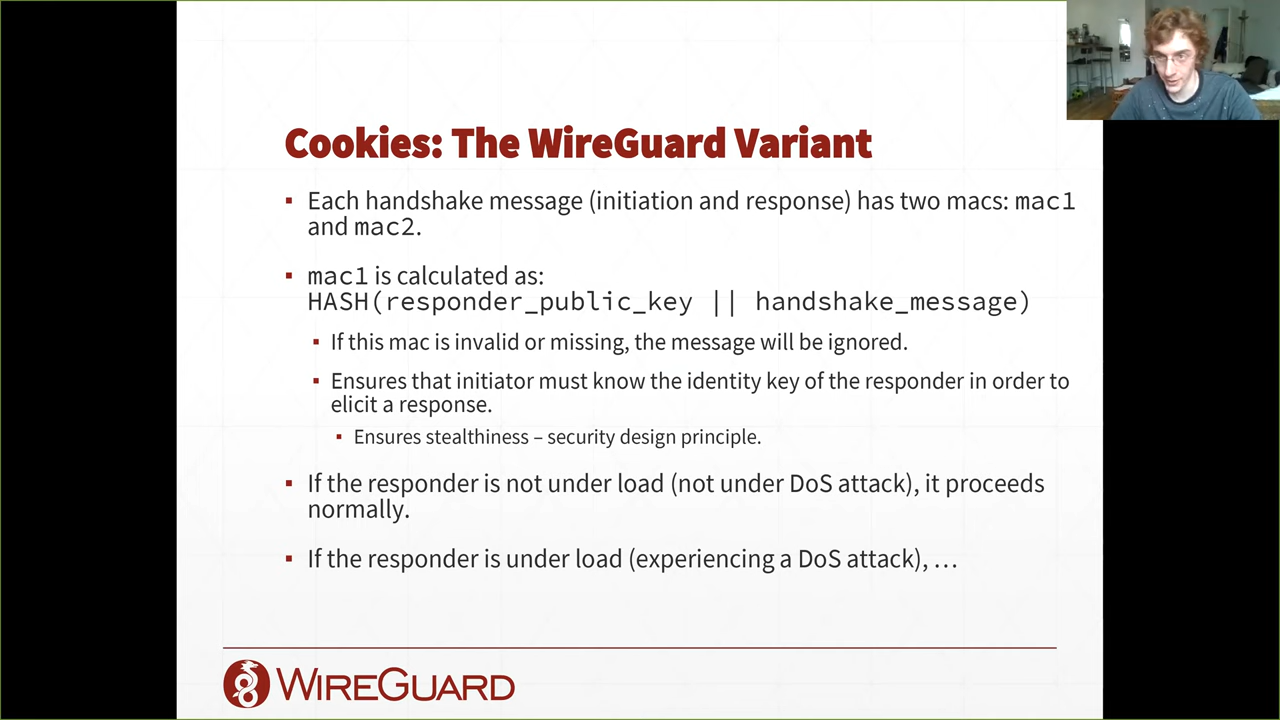 Cookies: The WireGuard Variant
▪ Each handshake message (initiation and response) has two macs: mac1
and mac2.
▪ mac1 is calculated as:
HASH(responder_public_key || handshake_message)
▪ If this mac is invalid or missing, the message will be ignored.
▪ Ensures that initiator must know the identity key of the responder in order to
elicit a response.
▪ Ensures stealthiness – security design principle.
▪ If the responder is not under load (not under DoS attack), it proceeds
normally.
▪ If the responder is under load (experiencing a DoS attack), …
WIREGUARD